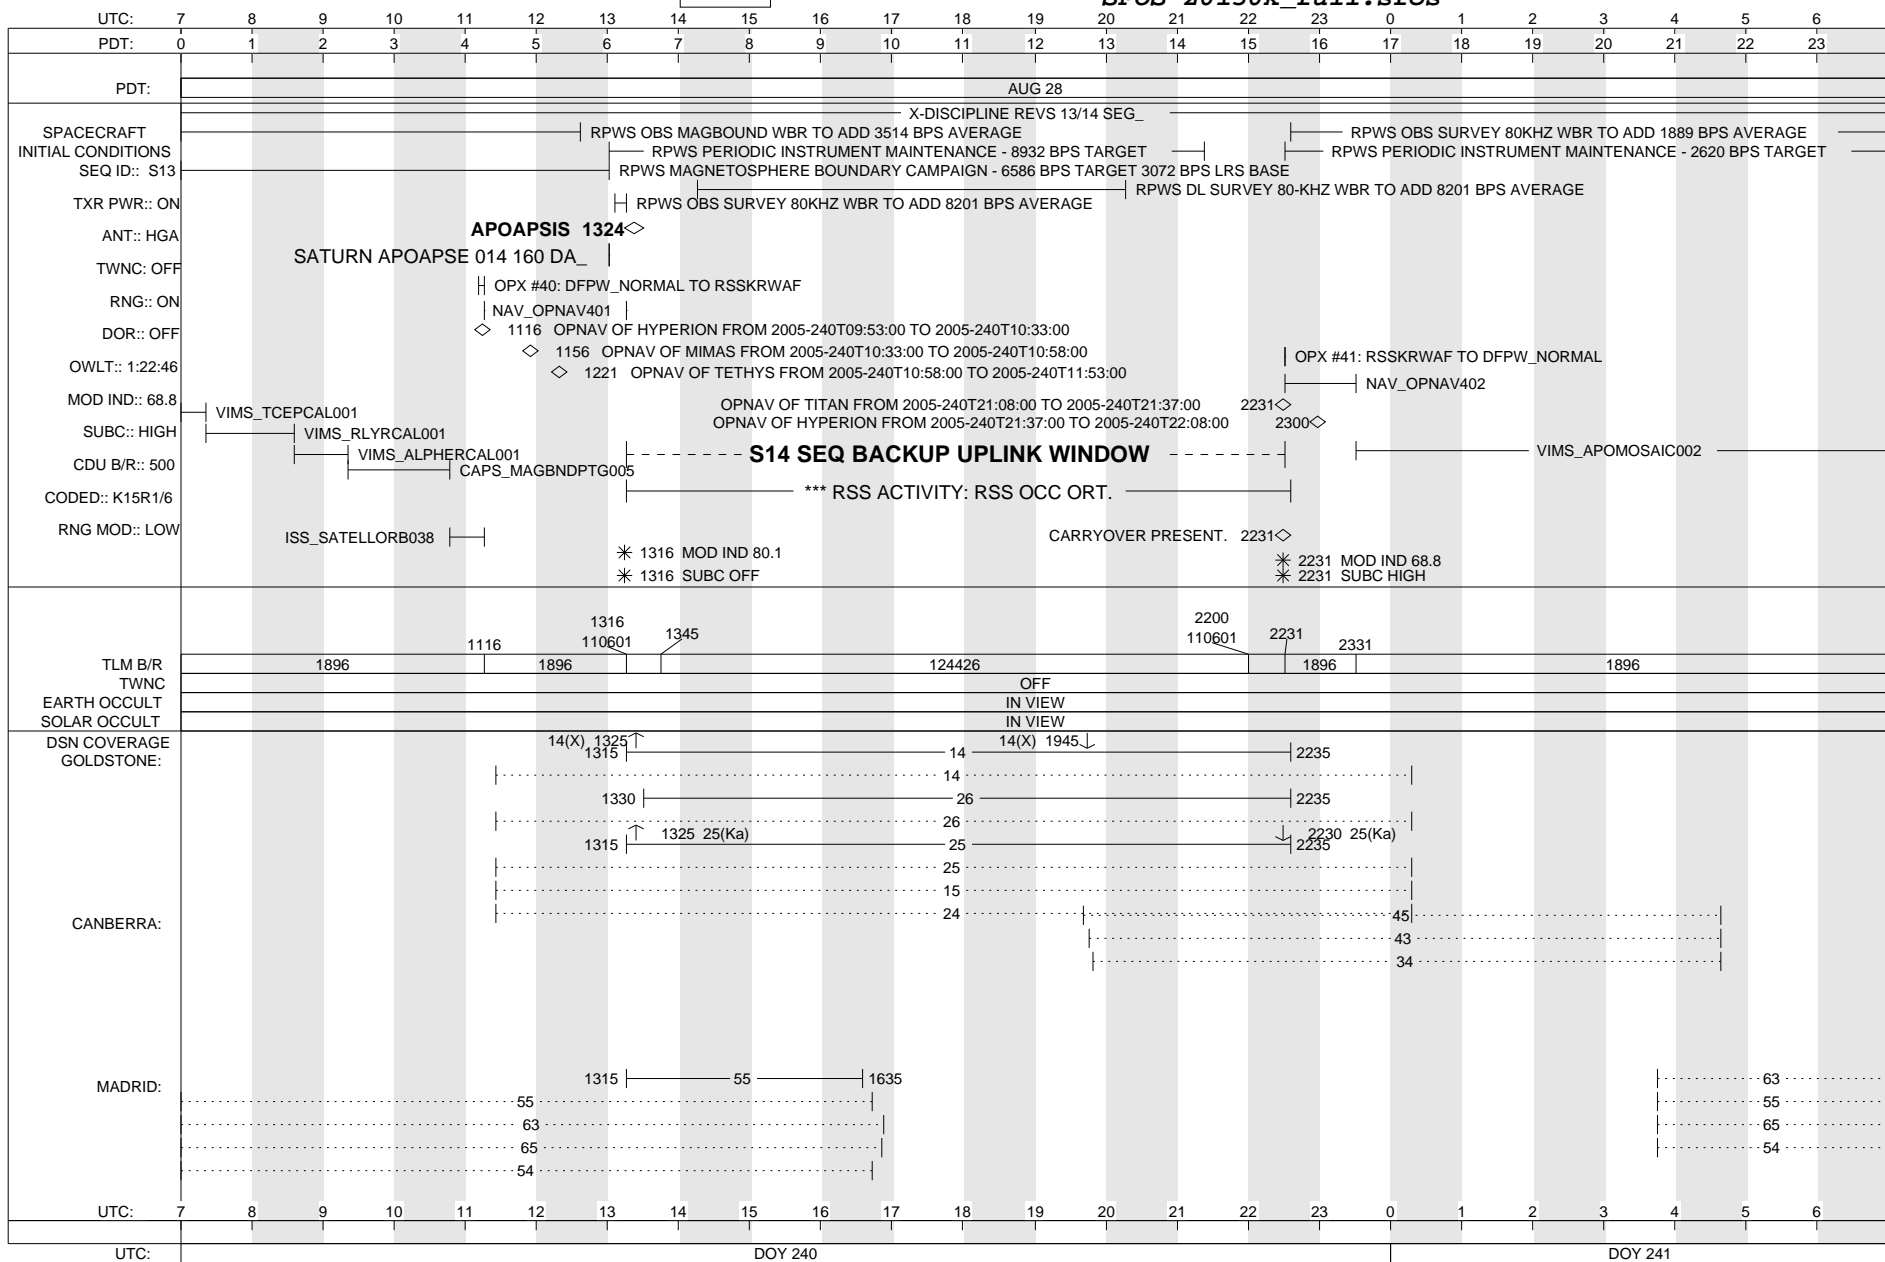 UTC: 7 8 9 10 11 12 13 14 15 16 17 18 19 20 21 22 23 0 1 2 3 4 5 6
PDT: 0 1 2 3 4 5 6 7 8 9 10 11 12 13 14 15 16 17 18 19 20 21 22 23
PDT: AUG 28
X-DISCIPLINE REVS 13/14 SEG_
SPACECRAFT RPWS OBS MAGBOUND WBR TO ADD 3514 BPS AVERAGE RPWS OBS SURVEY 80KHZ WBR TO ADD 1889 BPS AVERAGE
INITIAL CONDITIONS RPWS PERIODIC INSTRUMENT MAINTENANCE - 8932 BPS TARGET RPWS PERIODIC INSTRUMENT MAINTENANCE - 2620 BPS TARGET
SEQ ID:: S13 RPWS MAGNETOSPHERE BOUNDARY CAMPAIGN - 6586 BPS TARGET 3072 BPS LRS BASE
RPWS DL SURVEY 80-KHZ WBR TO ADD 8201 BPS AVERAGE
TXR PWR:: ON RPWS OBS SURVEY 80KHZ WBR TO ADD 8201 BPS AVERAGE
ANT:: HGA APOAPSIS 1324
SATURN APOAPSE 014 160 DA_
TWNC: OFF
OPX #40: DFPW_NORMAL TO RSSKRWAF
RNG:: ON
NAV_OPNAV401
DOR:: OFF 1116 OPNAV OF HYPERION FROM 2005-240T09:53:00 TO 2005-240T10:33:00
1156 OPNAV OF MIMAS FROM 2005-240T10:33:00 TO 2005-240T10:58:00 OPX #41: RSSKRWAF TO DFPW_NORMAL
OWLT:: 1:22:46 1221 OPNAV OF TETHYS FROM 2005-240T10:58:00 TO 2005-240T11:53:00
NAV_OPNAV402
MOD IND:: 68.8 OPNAV OF TITAN FROM 2005-240T21:08:00 TO 2005-240T21:37:00 2231
VIMS_TCEPCAL001
OPNAV OF HYPERION FROM 2005-240T21:37:00 TO 2005-240T22:08:00 2300
SUBC:: HIGH VIMS_RLYRCAL001
VIMS_ALPHERCAL001 S14 SEQ BACKUP UPLINK WINDOW VIMS_APOMOSAIC002
CDU B/R:: 500 CAPS_MAGBNDPTG005
CODED:: K15R1/6 *** RSS ACTIVITY: RSS OCC ORT.
RNG MOD:: LOW ISS_SATELLORB038 CARRYOVER PRESENT. 2231
1316 MOD IND 80.1 2231 MOD IND 68.8
1316 SUBC OFF 2231 SUBC HIGH
1316 2200
1116 110601 1345 110601 2231 2331
TLM B/R 1896 1896 124426 1896 1896
TWNC OFF
EARTH OCCULT IN VIEW
SOLAR OCCULT IN VIEW
DSN COVERAGE 14(X) 1325 14(X) 1945
GOLDSTONE: 1315 14 2235
14
1330 26 2235
26
1325 25(Ka) 2230 25(Ka)
1315 25 2235
25
15
24 45
CANBERRA:
43
34
MADRID: 1315 55 1635 63
55 55
63 65
65 54
54
UTC: 7 8 9 10 11 12 13 14 15 16 17 18 19 20 21 22 23 0 1 2 3 4 5 6
UTC: DOY 240 DOY 241